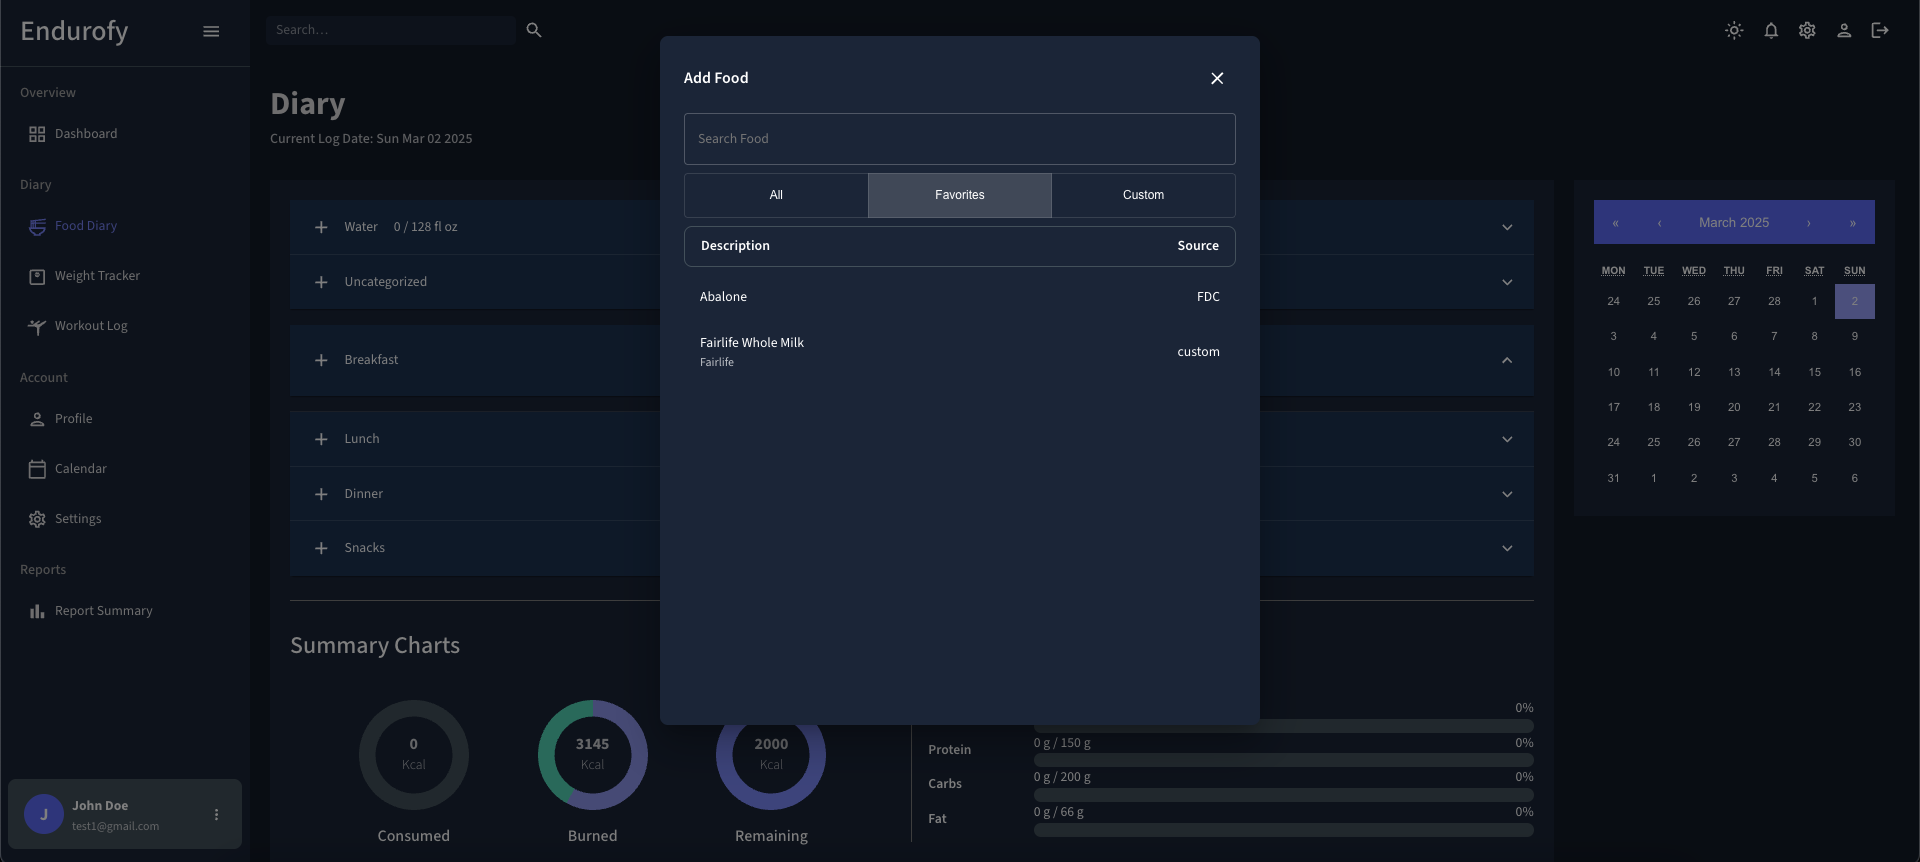 Endurofy
Search...
Overview
Dashboard
Diary
Food Diary
Weight Tracker
Workout Log
Account
Profile
Calendar
Settings
Reports
Report Summary
J
John Doe
test1@gmail.com
Diary
Current Log Date: Sun Mar 02 2025
Water 0 / 128 fl oz
Uncategorized
Breakfast
Lunch
Dinner
Snacks
Summary Charts
0
Kcal
Consumed
3145
Kcal
Burned
2000
Kcal
Remaining
0%
Protein 0 g / 150 g 0%
Carbs 0 g / 200 g 0%
Fat 0 g / 66 g 0%
Add Food
Search Food
All Favorites Custom
Description Source
Abalone FDC
Fairlife Whole Milk
Fairlife
custom
« ‹ March 2025 › »
MON TUE WED THU FRI SAT SUN
24 25 26 27 28 1 2
3 4 5 6 7 8 9
10 11 12 13 14 15 16
17 18 19 20 21 22 23
24 25 26 27 28 29 30
31 1 2 3 4 5 6